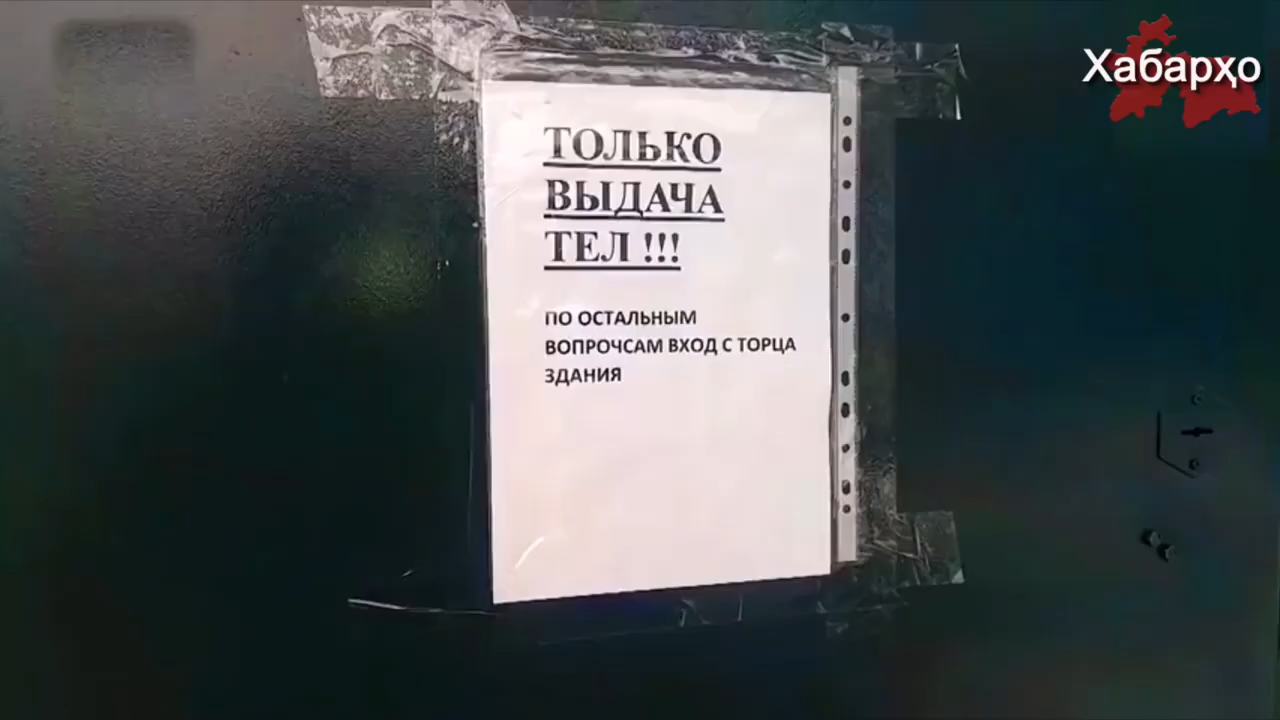 Хабарҳо
ТОЛЬКО
ВЫДАЧА
ТЕЛ !!!
ПО ОСТАЛЬНЫМ
ВОПРОЧСАМ ВХОД С ТОРЦА
ЗДАНИЯ